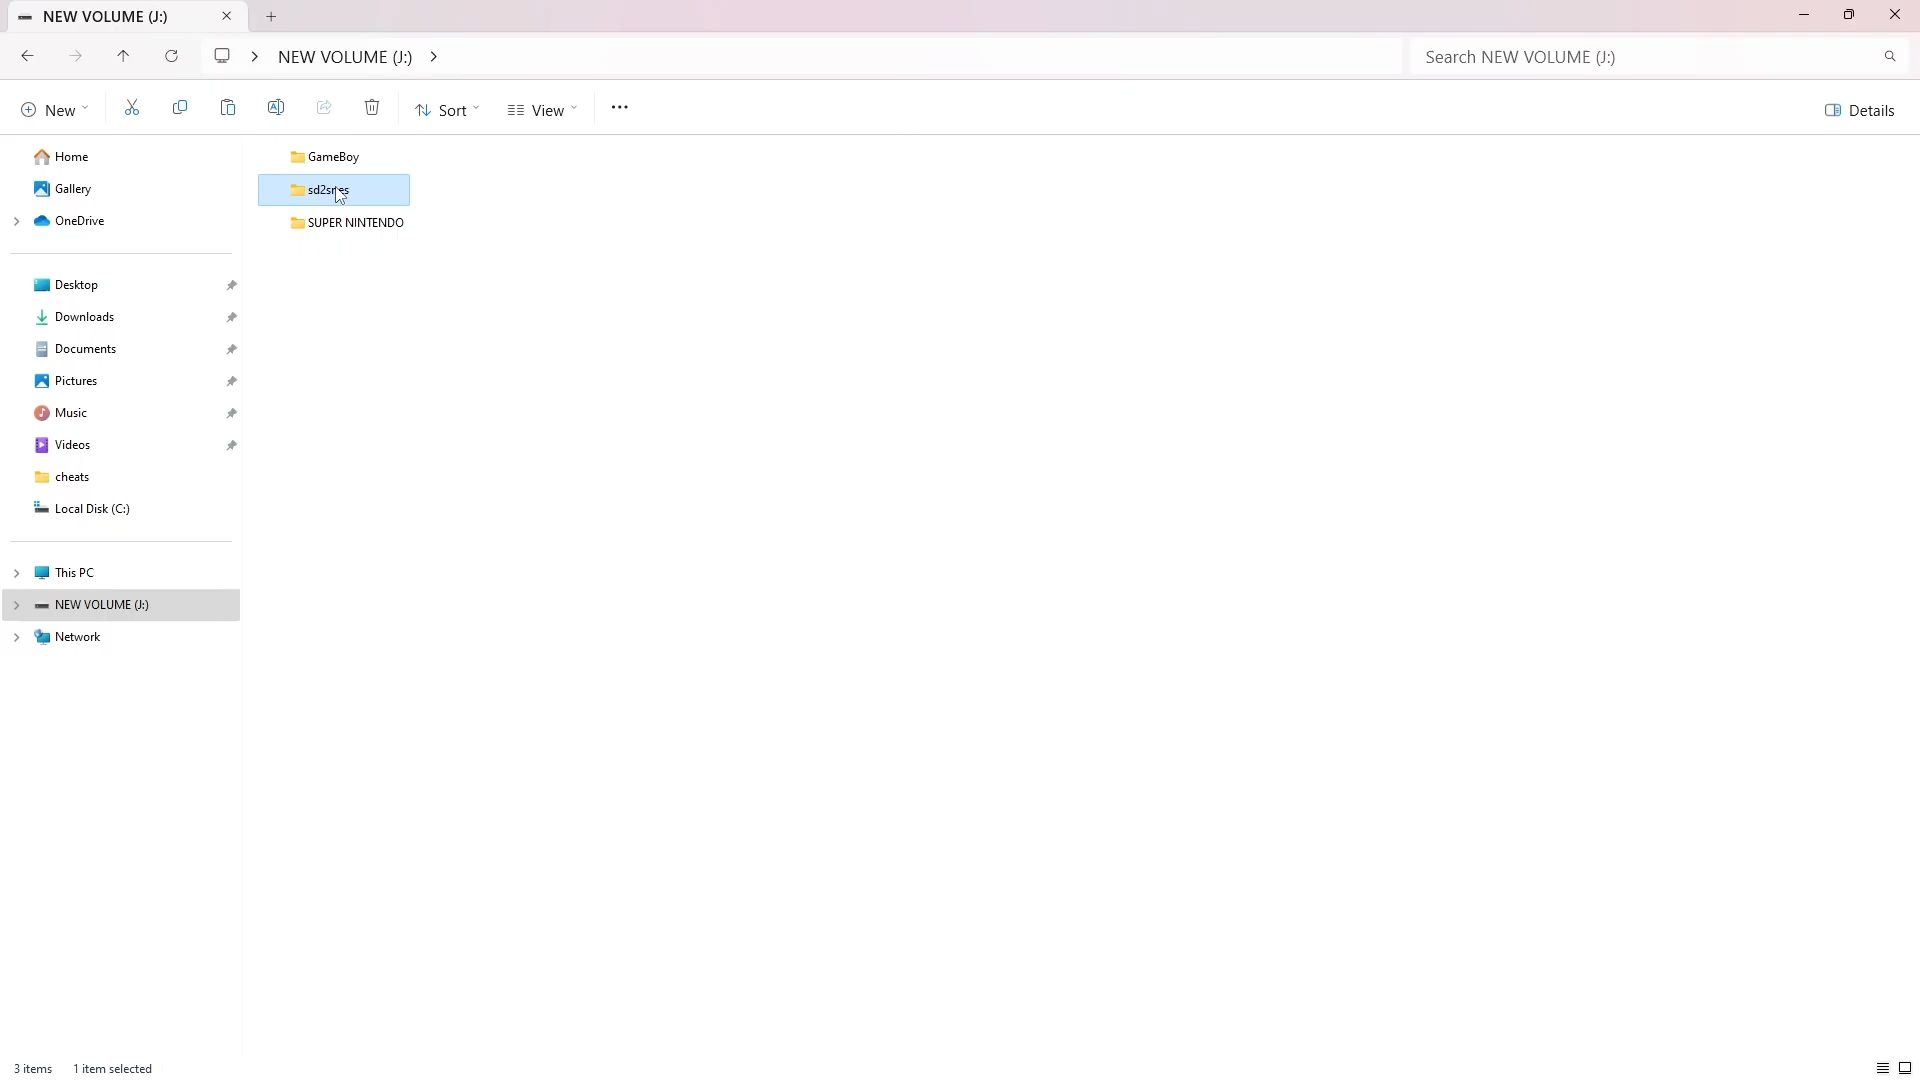 NEW VOLUME (J:)
NEW VOLUME (J:)
Search NEW VOLUME (J:)
New
Sort
View
Details
Home
Gallery
OneDrive
Desktop
Downloads
Documents
Pictures
Music
Videos
cheats
Local Disk (C:)
This PC
NEW VOLUME (J:)
Network
GameBoy
sd2snes
SUPER NINTENDO
3 items 1 item selected